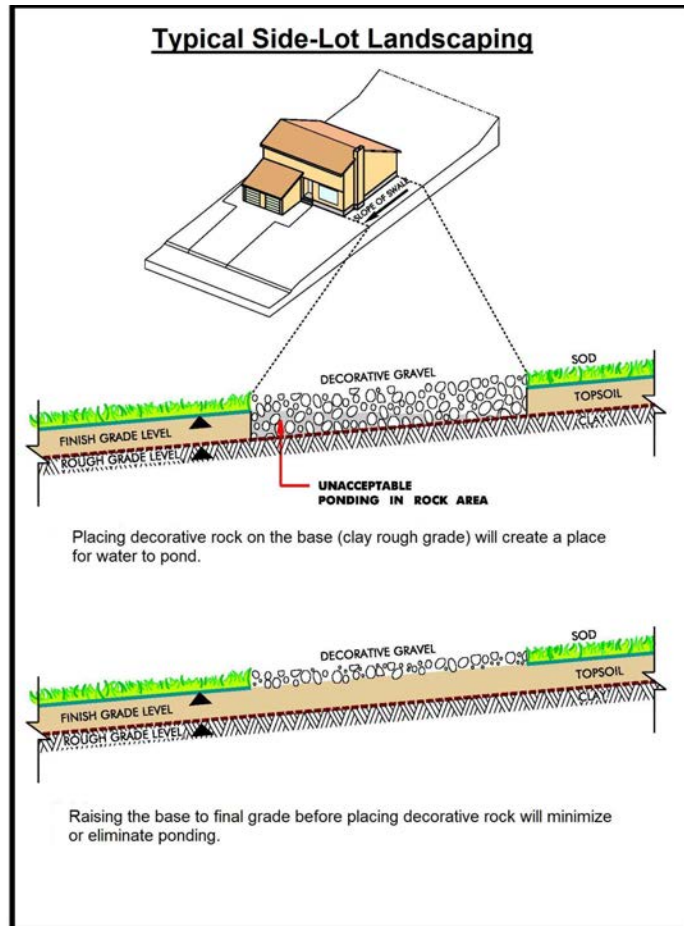 Typical Side-Lot Landscaping
SLOPE OF SWALE
DECORATIVE GRAVEL
SOD
TOPSOIL
CLAY
FINISH GRADE LEVEL
ROUGH GRADE LEVEL
UNACCEPTABLE
PONDING IN ROCK AREA
Placing decorative rock on the base (clay rough grade) will create a place
for water to pond.
DECORATIVE GRAVEL
SOD
TOPSOIL
CLAY
FINISH GRADE LEVEL
ROUGH GRADE LEVEL
Raising the base to final grade before placing decorative rock will minimize
or eliminate ponding.